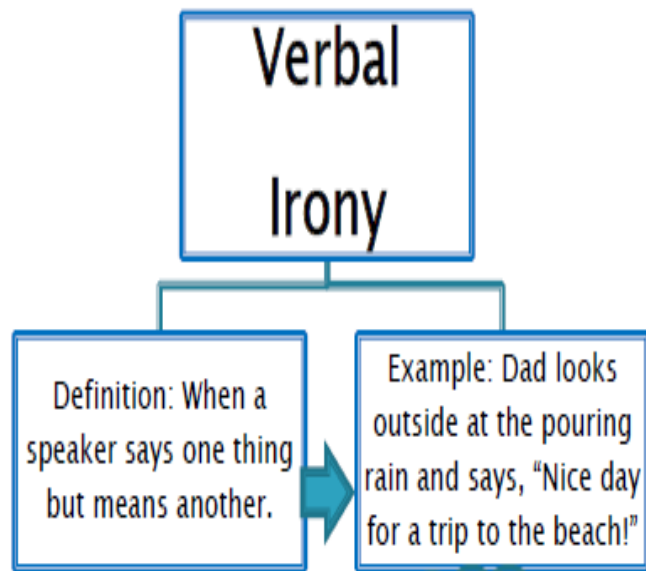 Verbal
Irony
Definition: When a
speaker says one thing
but means another.
Example: Dad looks
outside at the pouring
rain and says, “Nice day
for a trip to the beach!”